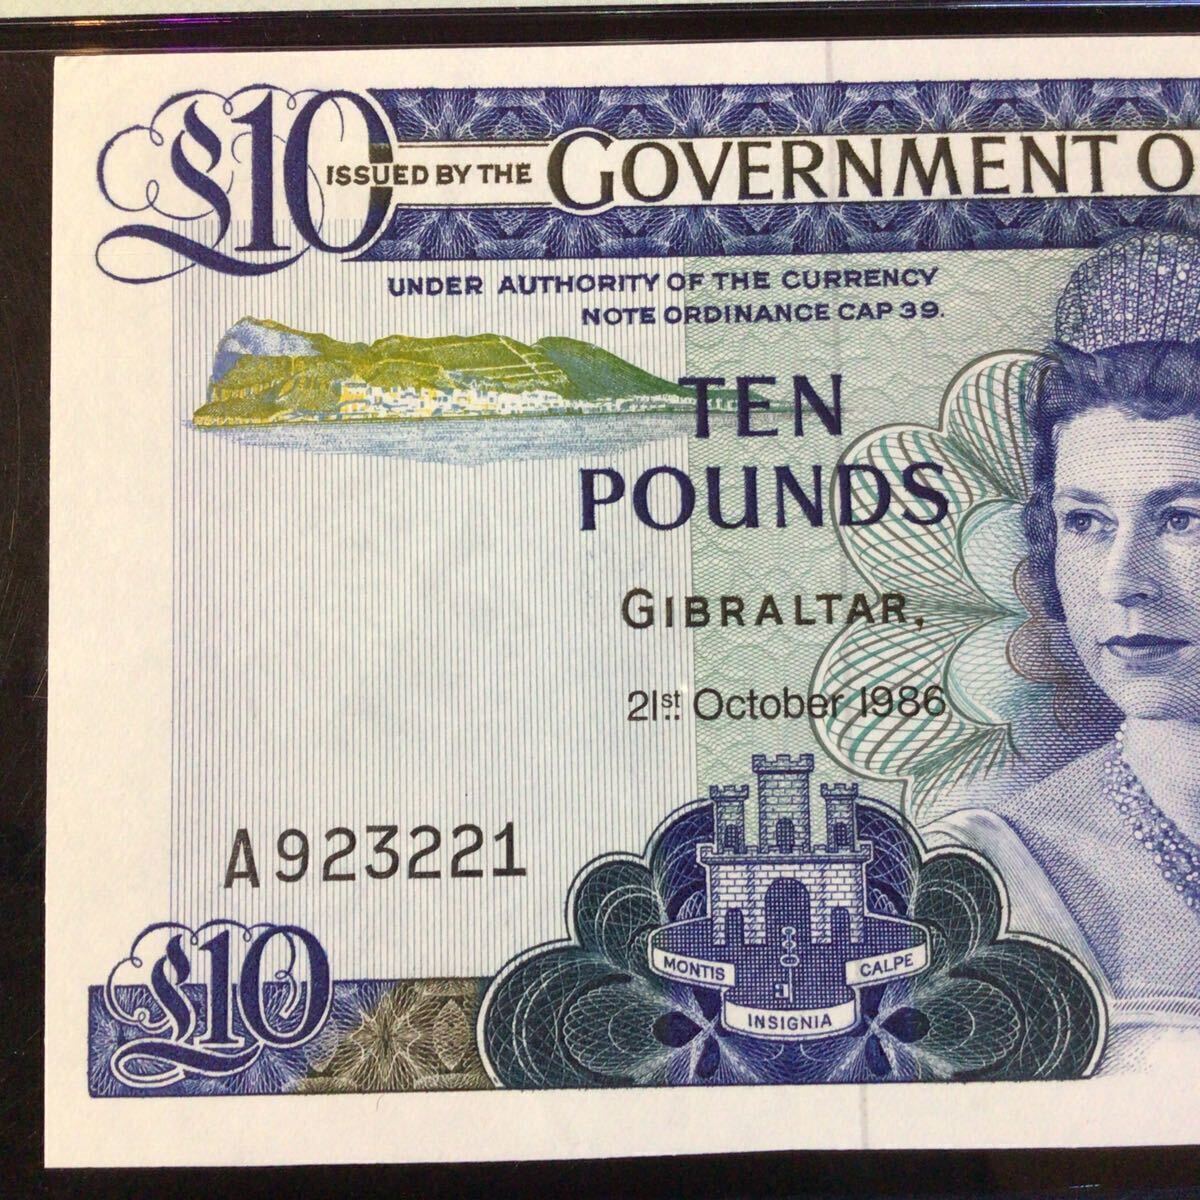 £10 ISSUED BY THE GOVERNMENT O
UNDER AUTHORITY OF THE CURRENCY
NOTE ORDINANCE CAP 39.
TEN
POUNDS
GIBRALTAR,
21st October 1986
A923221
£10
MONTIS
CALPE
INSIGNIA